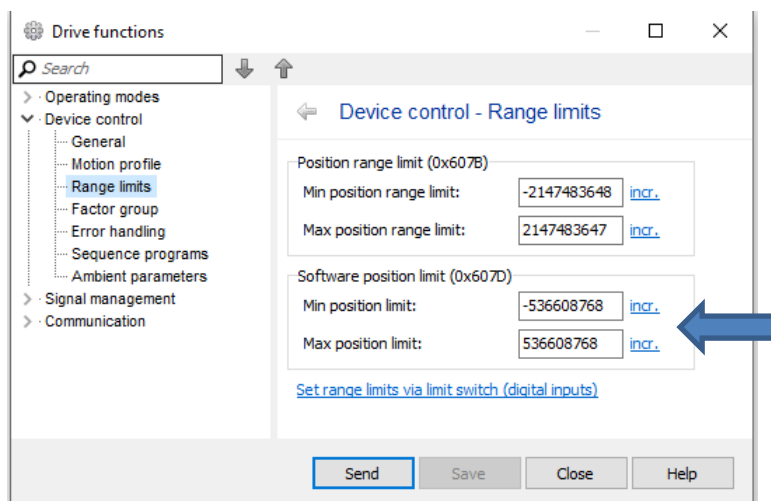 Drive functions
Search
Operating modes
Device control
General
Motion profile
Range limits
Factor group
Error handling
Sequence programs
Ambient parameters
Signal management
Communication
Device control - Range limits
Position range limit (0x607B)
Min position range limit: -2147483648 incr.
Max position range limit: 2147483647 incr.
Software position limit (0x607D)
Min position limit: -536608768 incr.
Max position limit: 536608768 incr.
Set range limits via limit switch (digital inputs)
Send Save Close Help